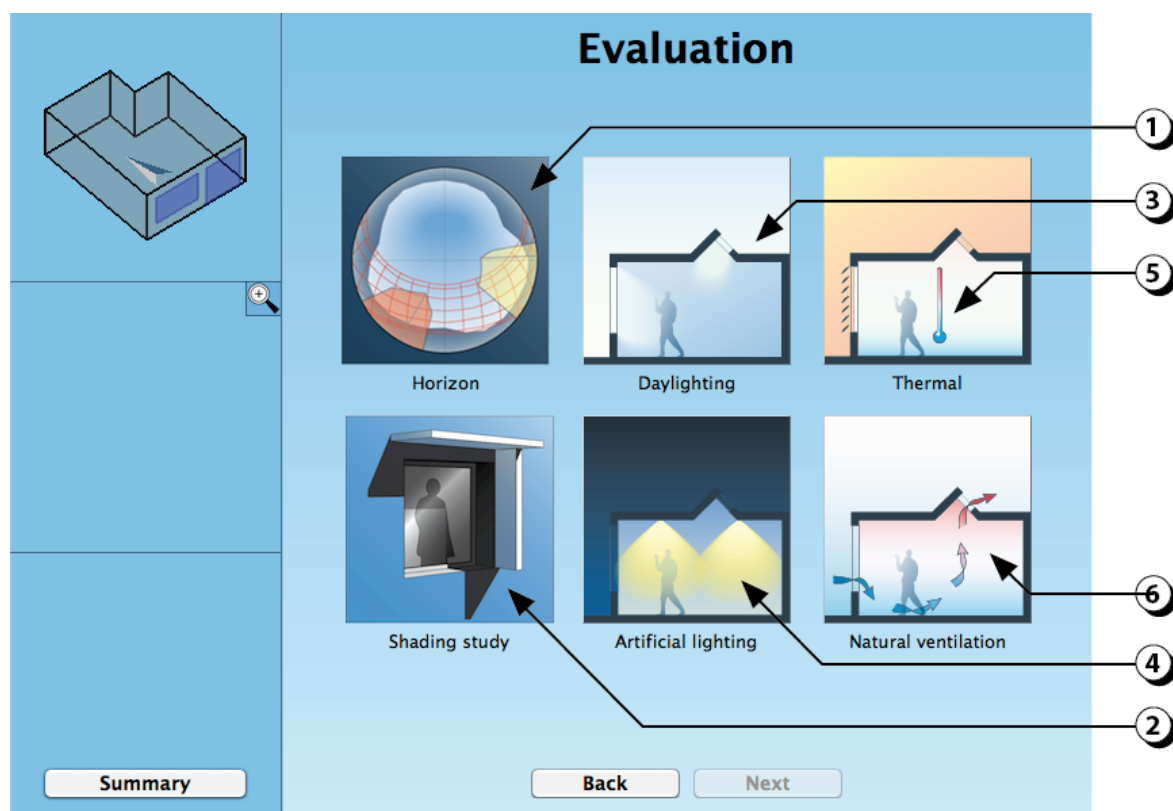 Evaluation
1
3
5
Horizon
Daylighting
Thermal
6
Shading study
Artificial lighting
Natural ventilation
4
2
Summary
Back
Next